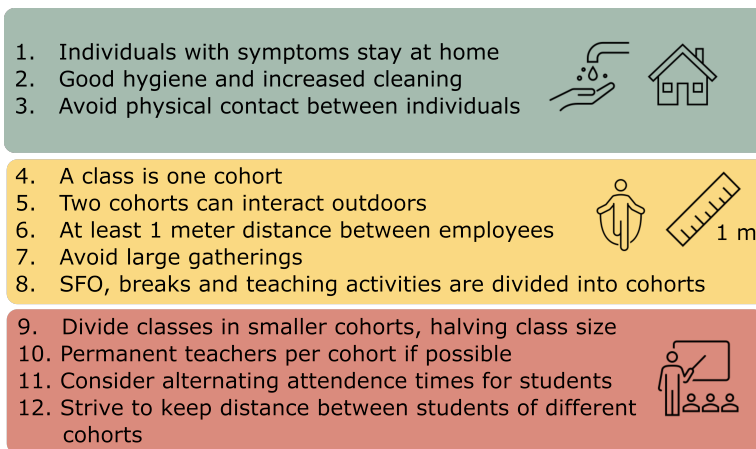 1. Individuals with symptoms stay at home
2. Good hygiene and increased cleaning
3. Avoid physical contact between individuals
4. A class is one cohort
5. Two cohorts can interact outdoors
6. At least 1 meter distance between employees
1 m
7. Avoid large gatherings
8. SFO, breaks and teaching activities are divided into cohorts
9. Divide classes in smaller cohorts, halving class size
10. Permanent teachers per cohort if possible
11. Consider alternating attendence times for students
12. Strive to keep distance between students of different
cohorts